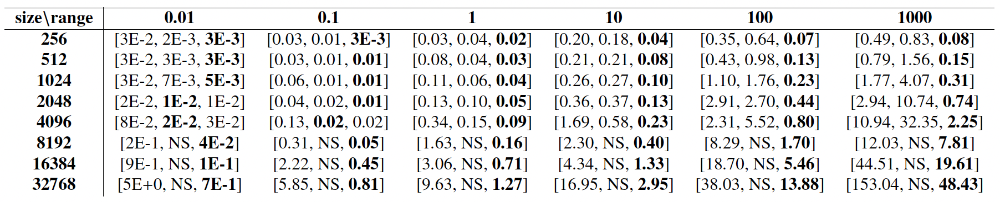 size\range 0.01 0.1 1 10 100 1000
256 [3E-2, 2E-3, 3E-3] [0.03, 0.01, 3E-3] [0.03, 0.04, 0.02] [0.20, 0.18, 0.04] [0.35, 0.64, 0.07] [0.49, 0.83, 0.08]
512 [3E-2, 3E-3, 3E-3] [0.03, 0.01, 0.01] [0.08, 0.04, 0.03] [0.21, 0.21, 0.08] [0.43, 0.98, 0.13] [0.79, 1.56, 0.15]
1024 [3E-2, 7E-3, 5E-3] [0.06, 0.01, 0.01] [0.11, 0.06, 0.04] [0.26, 0.27, 0.10] [1.10, 1.76, 0.23] [1.77, 4.07, 0.31]
2048 [2E-2, 1E-2, 1E-2] [0.04, 0.02, 0.01] [0.13, 0.10, 0.05] [0.36, 0.37, 0.13] [2.91, 2.70, 0.44] [2.94, 10.74, 0.74]
4096 [8E-2, 2E-2, 3E-2] [0.13, 0.02, 0.02] [0.34, 0.15, 0.09] [1.69, 0.58, 0.23] [2.31, 5.52, 0.80] [10.94, 32.35, 2.25]
8192 [2E-1, NS, 4E-2] [0.31, NS, 0.05] [1.63, NS, 0.16] [2.30, NS, 0.40] [8.29, NS, 1.70] [12.03, NS, 7.81]
16384 [9E-1, NS, 1E-1] [2.22, NS, 0.45] [3.06, NS, 0.71] [4.34, NS, 1.33] [18.70, NS, 5.46] [44.51, NS, 19.61]
32768 [5E+0, NS, 7E-1] [5.85, NS, 0.81] [9.63, NS, 1.27] [16.95, NS, 2.95] [38.03, NS, 13.88] [153.04, NS, 48.43]